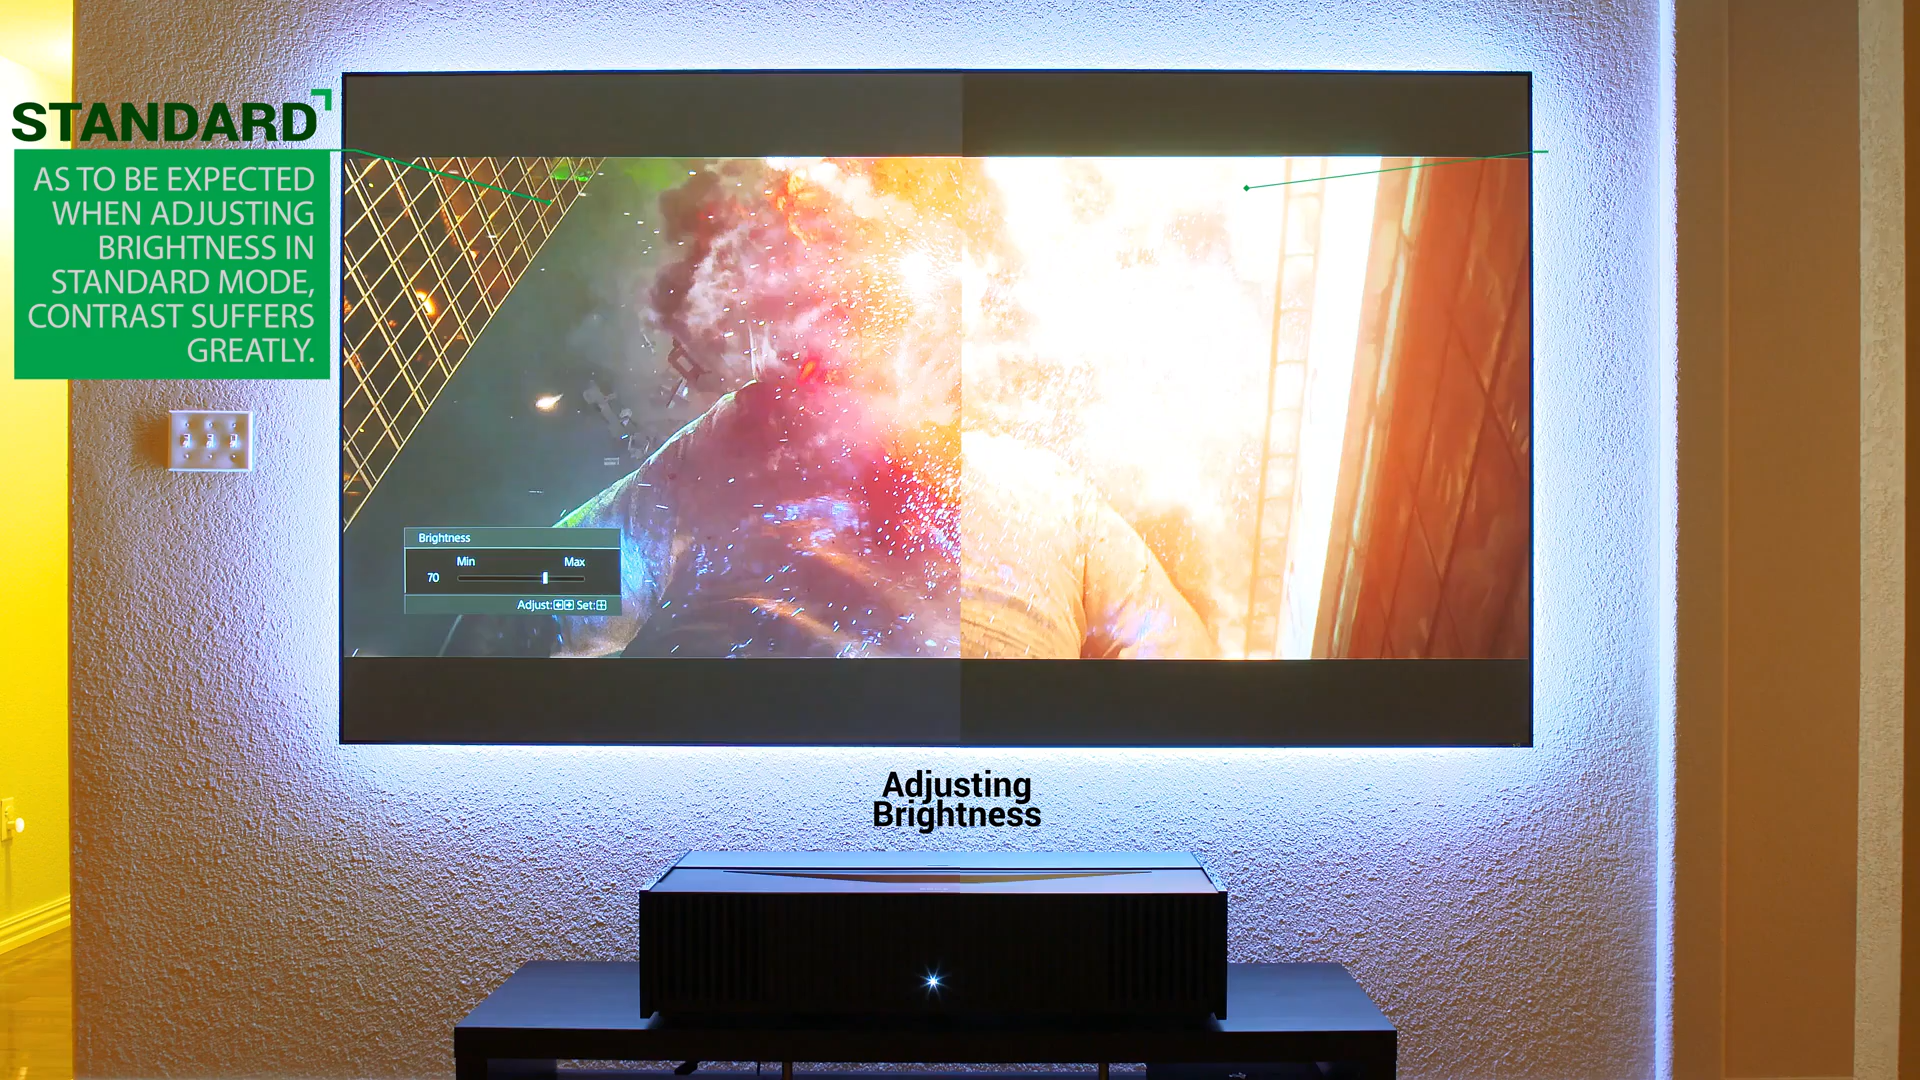 STANDARD
AS TO BE EXPECTED
WHEN ADJUSTING
BRIGHTNESS IN
STANDARD MODE,
CONTRAST SUFFERS
GREATLY.
Brightness
Min Max
70
Adjust: Set:
Adjusting
Brightness